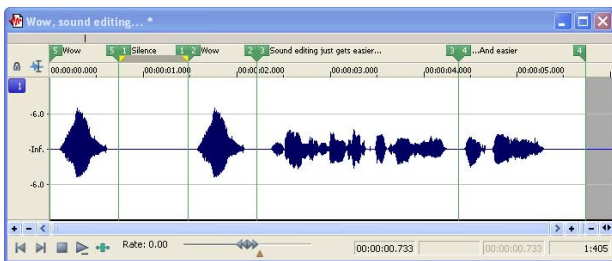 Wow, sound editing... *
5 Wow 5 1 Silence 1 2 Wow 2 3 Sound editing just gets easier... 3 4 ...And easier 4
00:00:00.000 00:00:01.000 00:00:02.000 00:00:03.000 00:00:04.000 00:00:05.000
1
-6.0
-Inf.
-6.0
Rate: 0.00 00:00:00.733 00:00:00.733 1:405